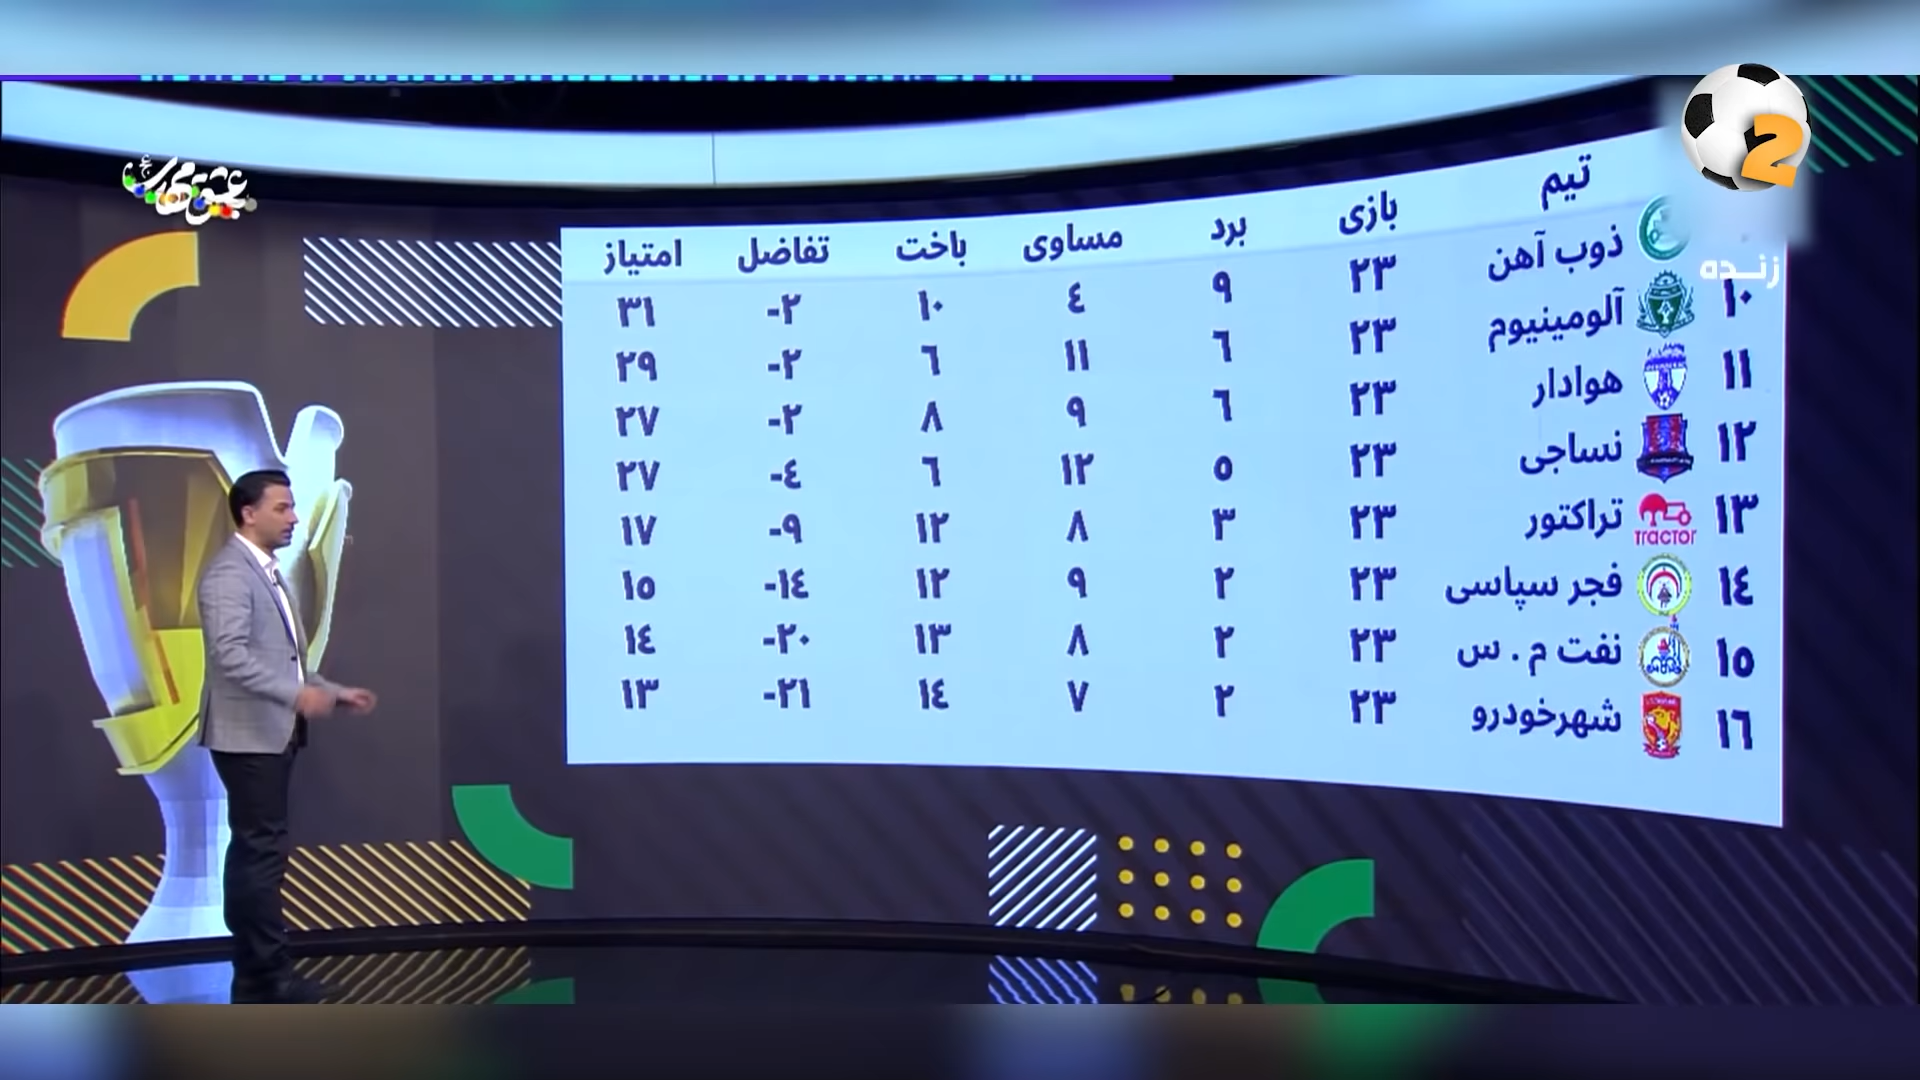 عشق مهدی عج
2
زنده
تیم بازی برد مساوی باخت تفاضل امتیاز
ذوب آهن ۲۳ ۹ ٤ ۱۰ -۲ ۳۱
۱۰ آلومینیوم ۲۳ ٦ ۱۱ ٦ -۲ ۲۹
۱۱ هوادار ۲۳ ٦ ۹ ۸ -۲ ۲۷
۱۲ نساجی ۲۳ ٥ ۱۲ ٦ -٤ ۲۷
۱۳ tractor تراکتور ۲۳ ۳ ۸ ۱۲ -۹ ۱۷
۱٤ فجر سپاسی ۲۳ ۲ ۹ ۱۲ -۱٤ ۱٥
۱٥ نفت م . س ۲۳ ۲ ۸ ۱۳ -۲۰ ۱٤
۱٦ شهرخودرو ۲۳ ۲ ۷ ۱٤ -۲۱ ۱۳